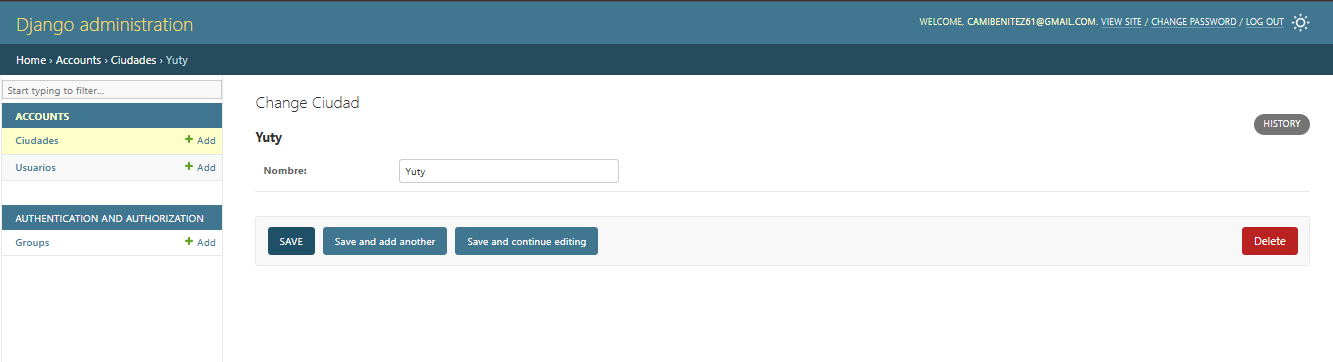 Django administration
WELCOME, CAMIBENITEZ61@GMAIL.COM. VIEW SITE / CHANGE PASSWORD / LOG OUT
Home › Accounts › Ciudades › Yuty
Start typing to filter...
ACCOUNTS
Ciudades + Add
Usuarios + Add
AUTHENTICATION AND AUTHORIZATION
Groups + Add
Change Ciudad
HISTORY
Yuty
Nombre: Yuty
SAVE Save and add another Save and continue editing Delete